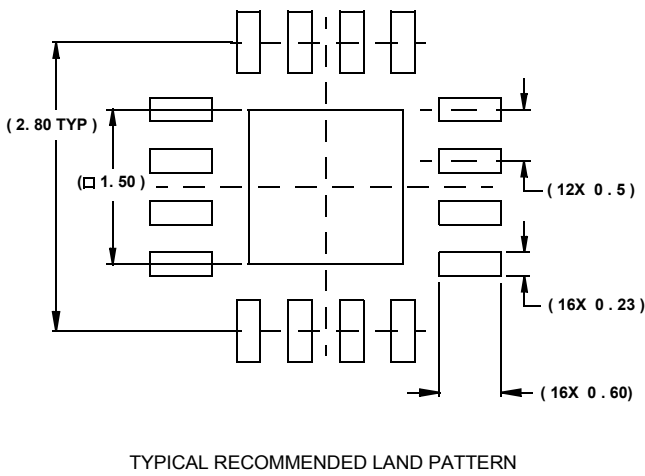 ( 2. 80 TYP )
(□ 1. 50 )
( 12X 0 . 5 )
( 16X 0 . 23 )
( 16X 0 . 60)
TYPICAL RECOMMENDED LAND PATTERN